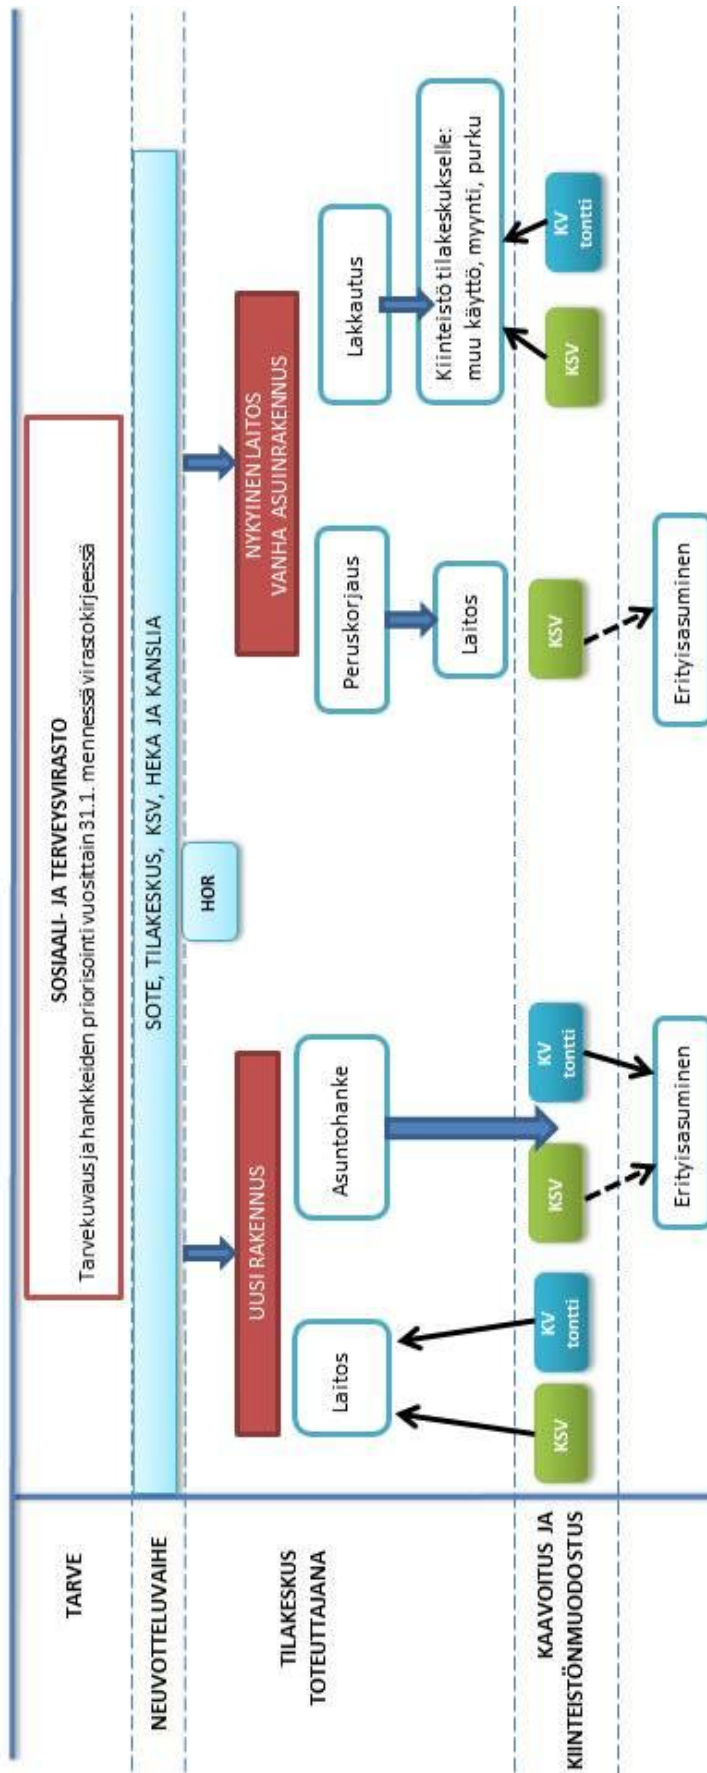 TARVE
SOSIAALI- JA TERVEYSVIRASTO
Tarvekuvaus ja hankkeiden priorisointi vuosittain 31.1. mennessä virastokirjeessä
NEUVOTTELUVAIHE
SOTE, TILAKESKUS, KSV, HEKA JA KANSLIA
HOR
TILAKESKUS
TOTEUTTAJANA
UUSI RAKENNUS
NYKYINEN LAITOS
VANHA ASUINRAKENNUS
Laitos
Asuntohanke
Peruskorjaus
Lakkautus
Laitos
Kiinteistö tilakeskukselle:
muu käyttö, myynti, purku
KAAVOITUS JA
KIINTEISTÖNMUODOSTUS
KSV
KV
tontti
KSV
KV
tontti
KSV
KSV
KV
tontti
Erityisasuminen
Erityisasuminen